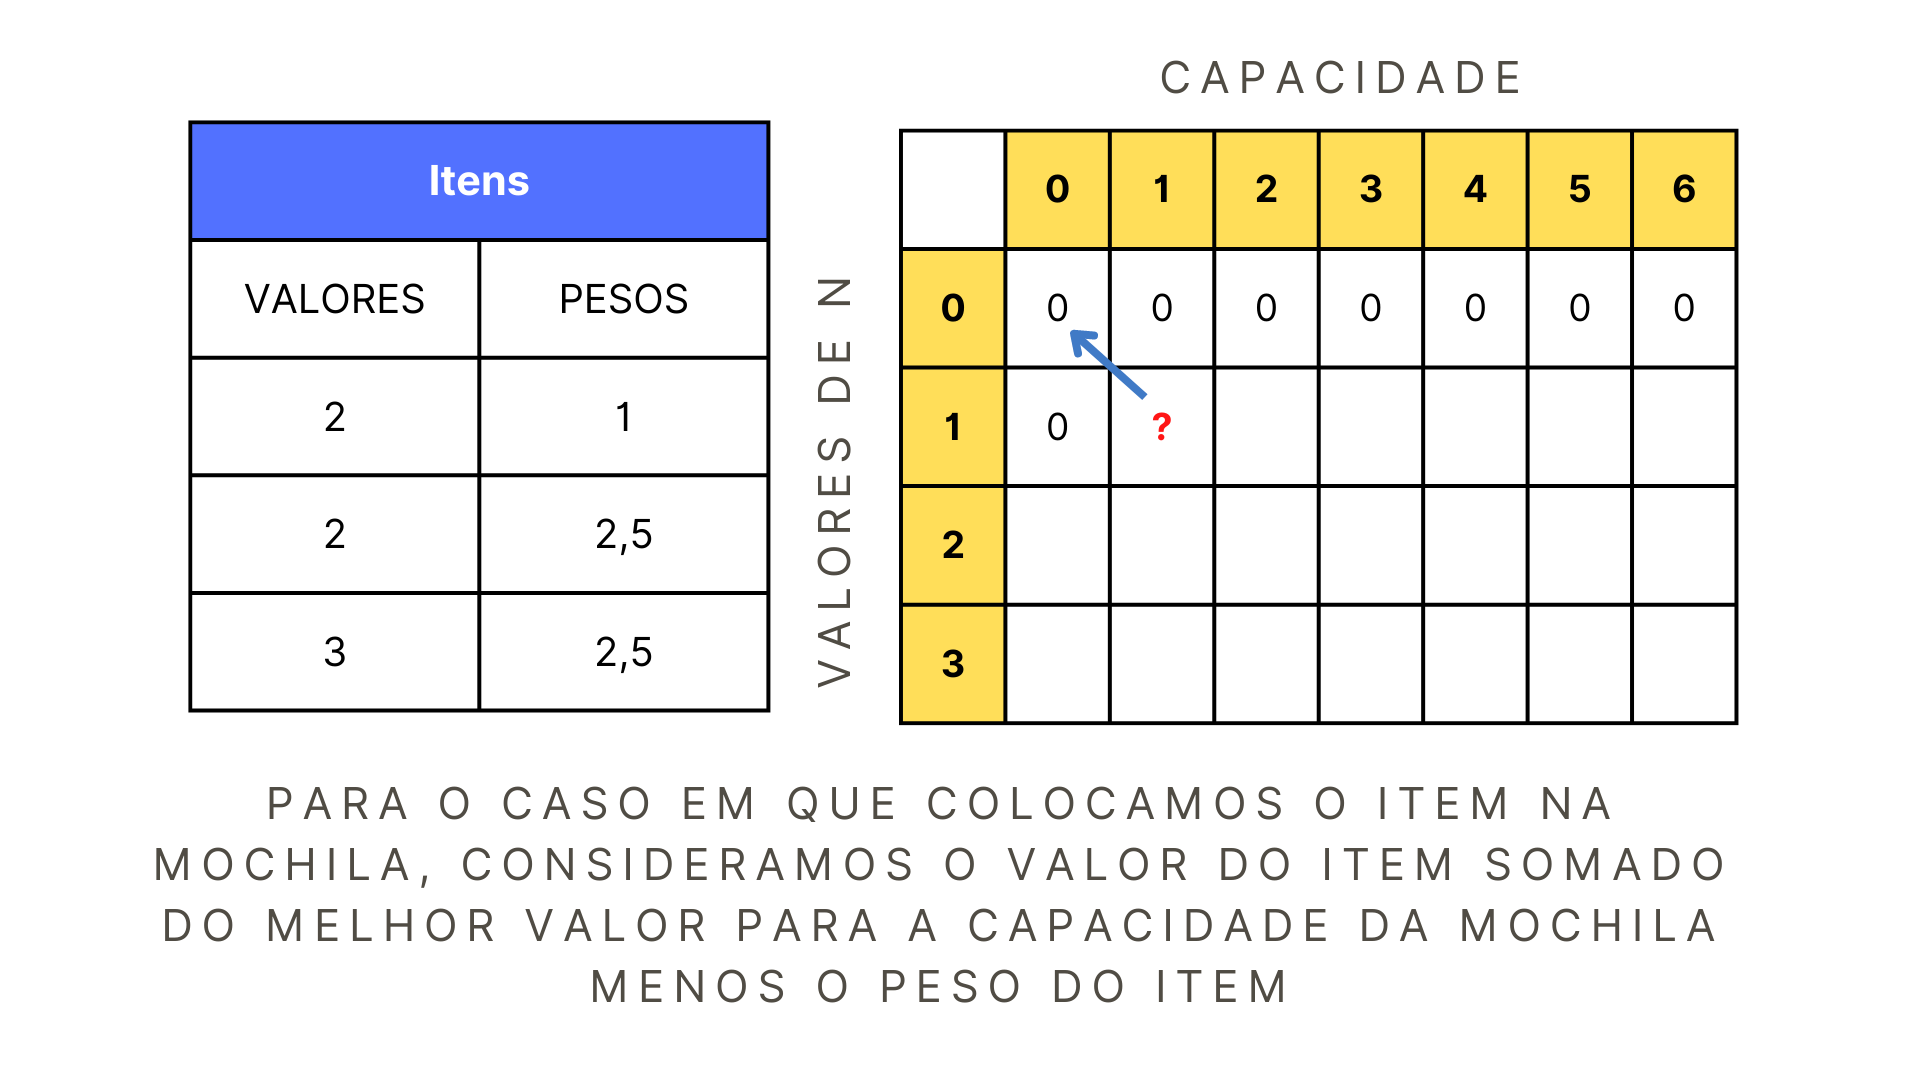 CAPACIDADE
Itens
VALORES PESOS
2 1
2 2,5
3 2,5
VALORES DE N
0 1 2 3 4 5 6
0 0 0 0 0 0 0 0
1 0 ?
2
3
PARA O CASO EM QUE COLOCAMOS O ITEM NA
MOCHILA, CONSIDERAMOS O VALOR DO ITEM SOMADO
DO MELHOR VALOR PARA A CAPACIDADE DA MOCHILA
MENOS O PESO DO ITEM